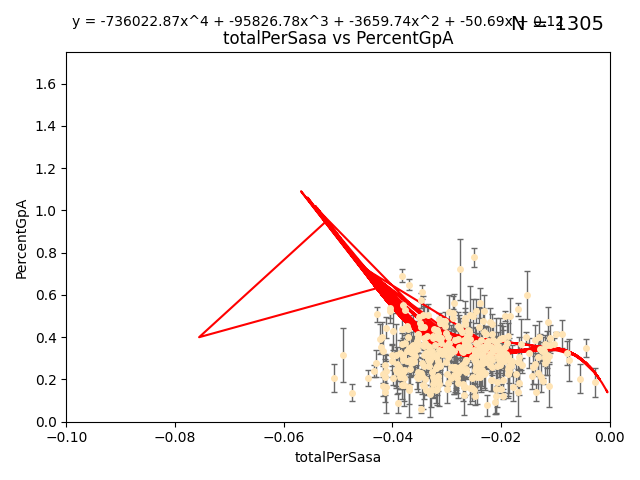 y = -736022.87x^4 + -95826.78x^3 + -3659.74x^2 + -50.69x + 0.12
N = 1305
totalPerSasa vs PercentGpA
PercentGpA
1.6
1.4
1.2
1.0
0.8
0.6
0.4
0.2
0.0
−0.10 −0.08 −0.06 −0.04 −0.02 0.00
totalPerSasa